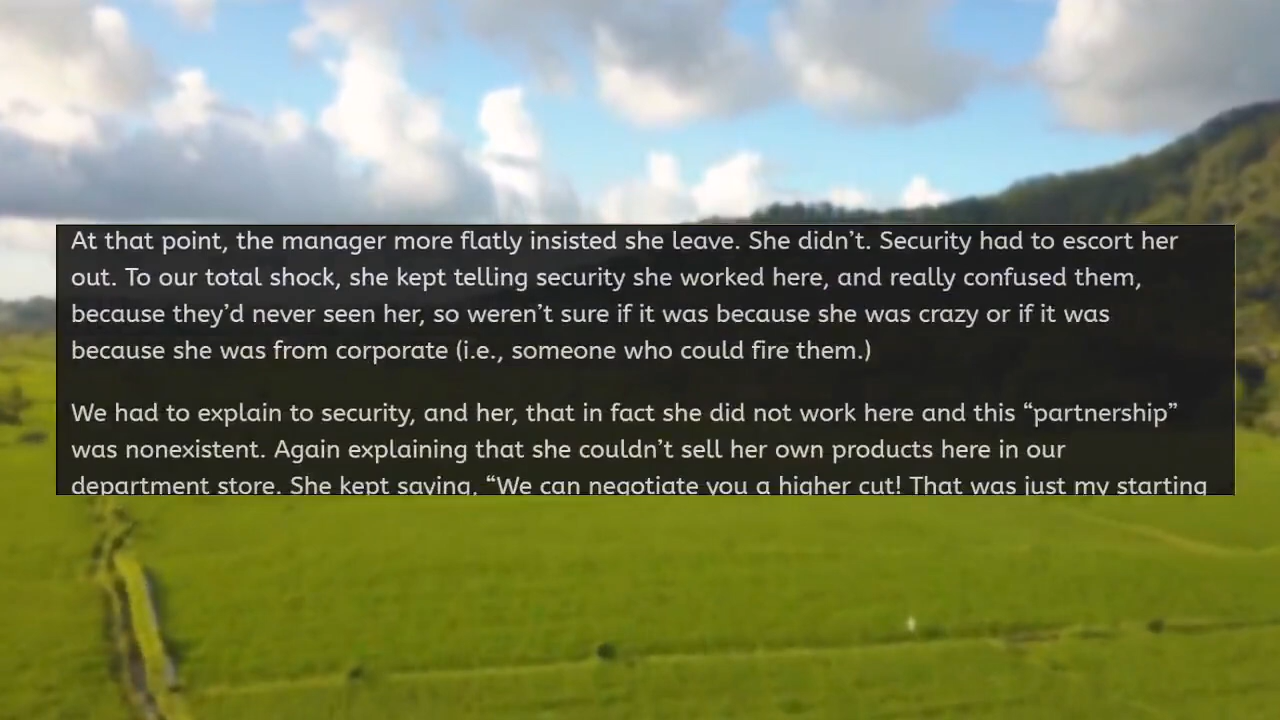 At that point, the manager more flatly insisted she leave. She didn’t. Security had to escort her
out. To our total shock, she kept telling security she worked here, and really confused them,
because they’d never seen her, so weren’t sure if it was because she was crazy or if it was
because she was from corporate (i.e., someone who could fire them.)
We had to explain to security, and her, that in fact she did not work here and this “partnership”
was nonexistent. Again explaining that she couldn’t sell her own products here in our
department store. She kept saying, “We can negotiate you a higher cut! That was just my starting